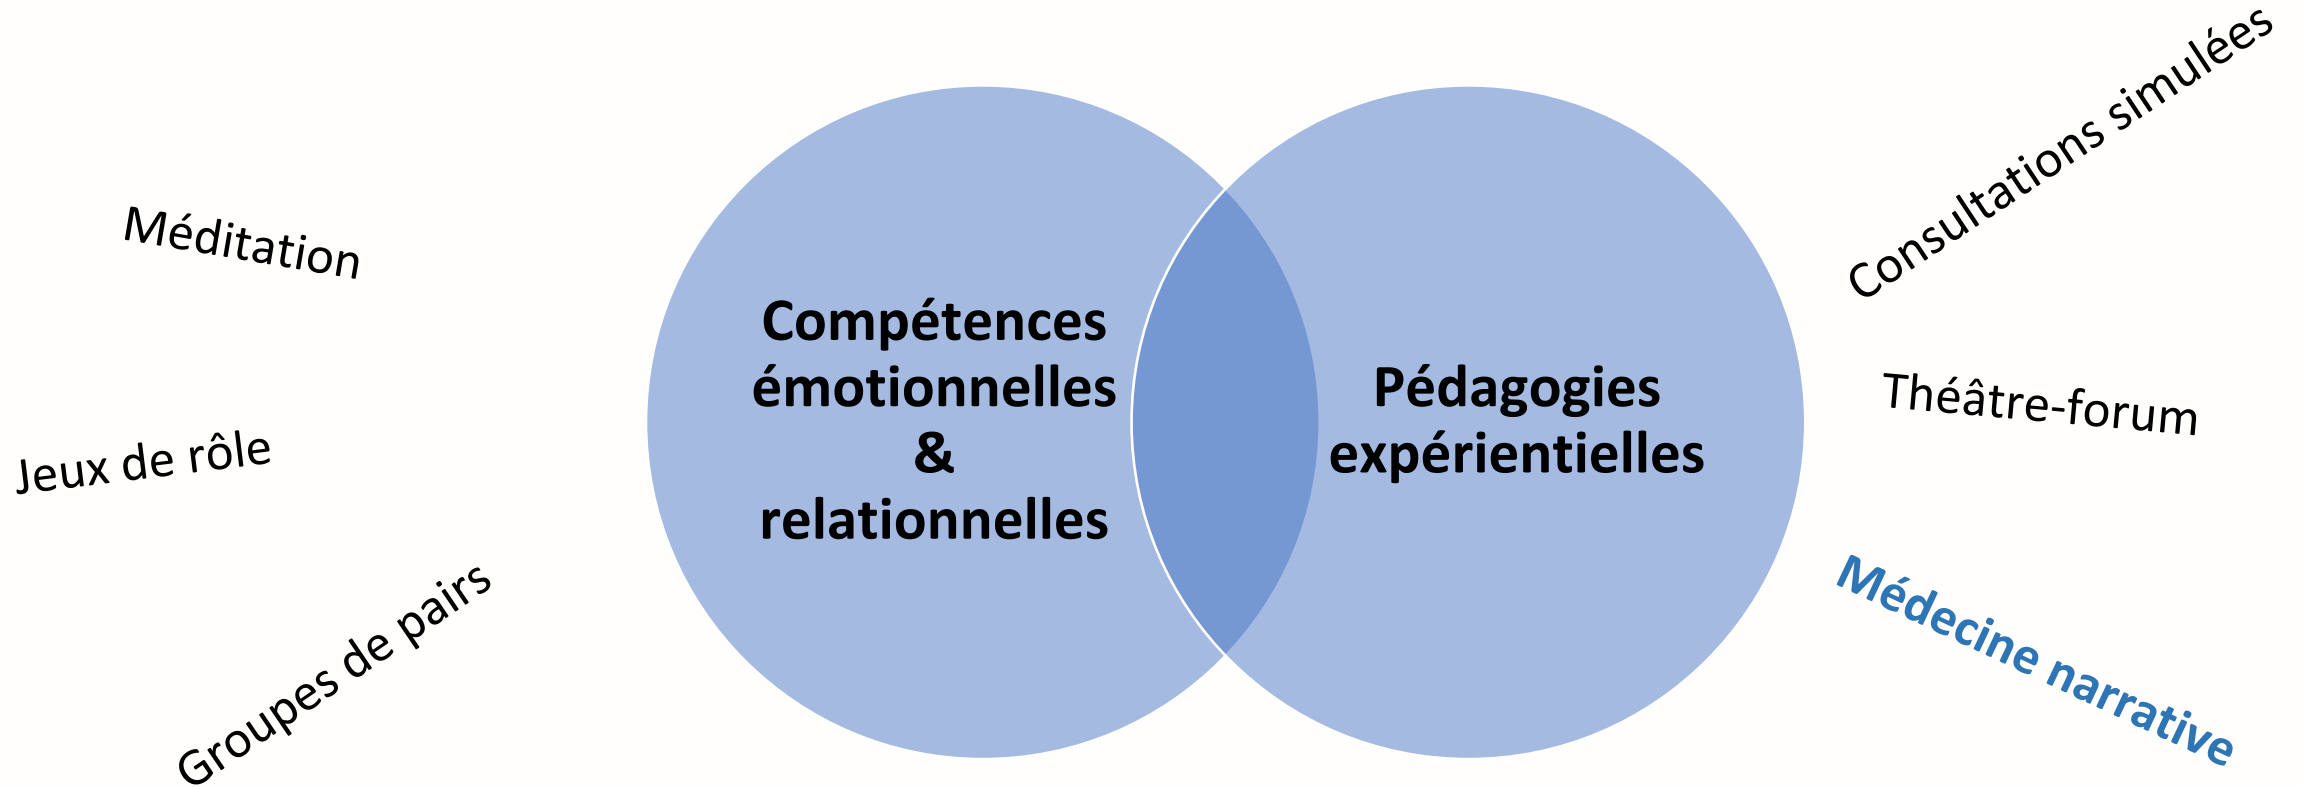 Méditation
Jeux de rôle
Groupes de pairs
Compétences
émotionnelles
&
relationnelles
Pédagogies
expérientielles
Consultations simulées
Théâtre-forum
Médecine narrative